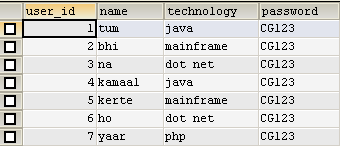 user_id name technology password
1 tum java CG123
2 bhi mainframe CG123
3 na dot net CG123
4 kamaal java CG123
5 kerte mainframe CG123
6 ho dot net CG123
7 yaar php CG123